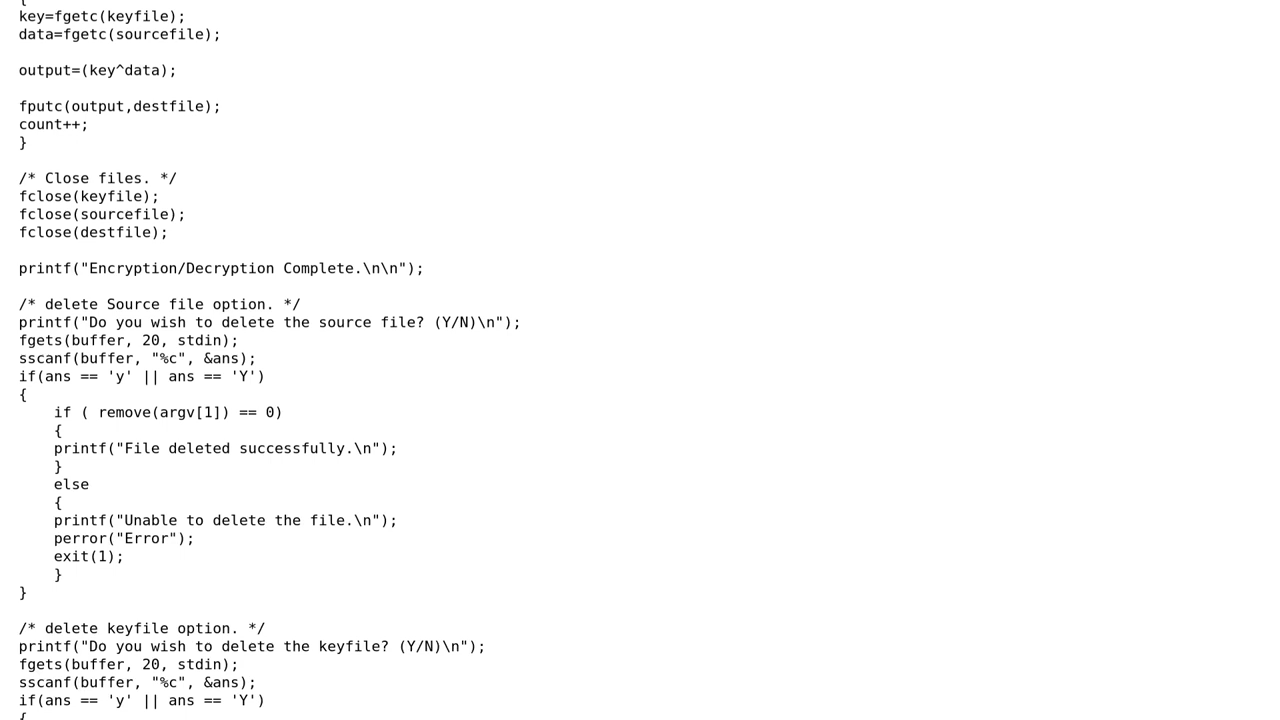 {
key=fgetc(keyfile);
data=fgetc(sourcefile);

output=(key^data);

fputc(output,destfile);
count++;
}

/* Close files. */
fclose(keyfile);
fclose(sourcefile);
fclose(destfile);

printf("Encryption/Decryption Complete.\n\n");

/* delete Source file option. */
printf("Do you wish to delete the source file? (Y/N)\n");
fgets(buffer, 20, stdin);
sscanf(buffer, "%c", &ans);
if(ans == 'y' || ans == 'Y')
{
    if ( remove(argv[1]) == 0)
    {
    printf("File deleted successfully.\n");
    }
    else
    {
    printf("Unable to delete the file.\n");
    perror("Error");
    exit(1);
    }
}

/* delete keyfile option. */
printf("Do you wish to delete the keyfile? (Y/N)\n");
fgets(buffer, 20, stdin);
sscanf(buffer, "%c", &ans);
if(ans == 'y' || ans == 'Y')
{